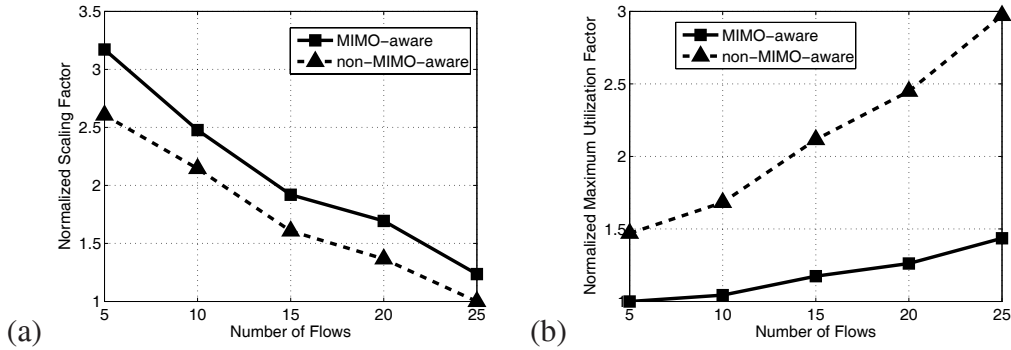 (a)
Normalized Scaling Factor
3.5
3
2.5
2
1.5
1
5 10 15 20 25
Number of Flows
MIMO-aware
non-MIMO-aware
(b)
Normalized Maximum Utilization Factor
3
2.5
2
1.5
1
5 10 15 20 25
Number of Flows
MIMO-aware
non-MIMO-aware